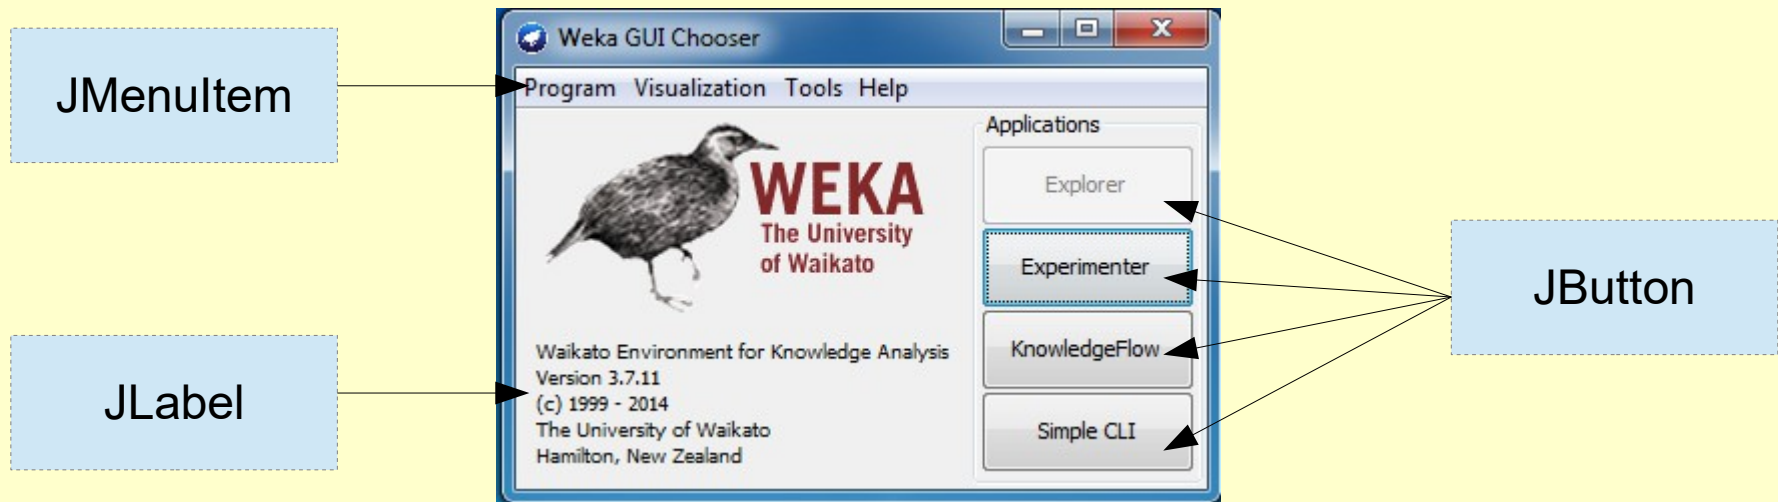 JMenuItem
JLabel
Weka GUI Chooser
Program Visualization Tools Help
WEKA
The University
of Waikato
Waikato Environment for Knowledge Analysis
Version 3.7.11
(c) 1999 - 2014
The University of Waikato
Hamilton, New Zealand
Applications
Explorer
Experimenter
KnowledgeFlow
Simple CLI
JButton